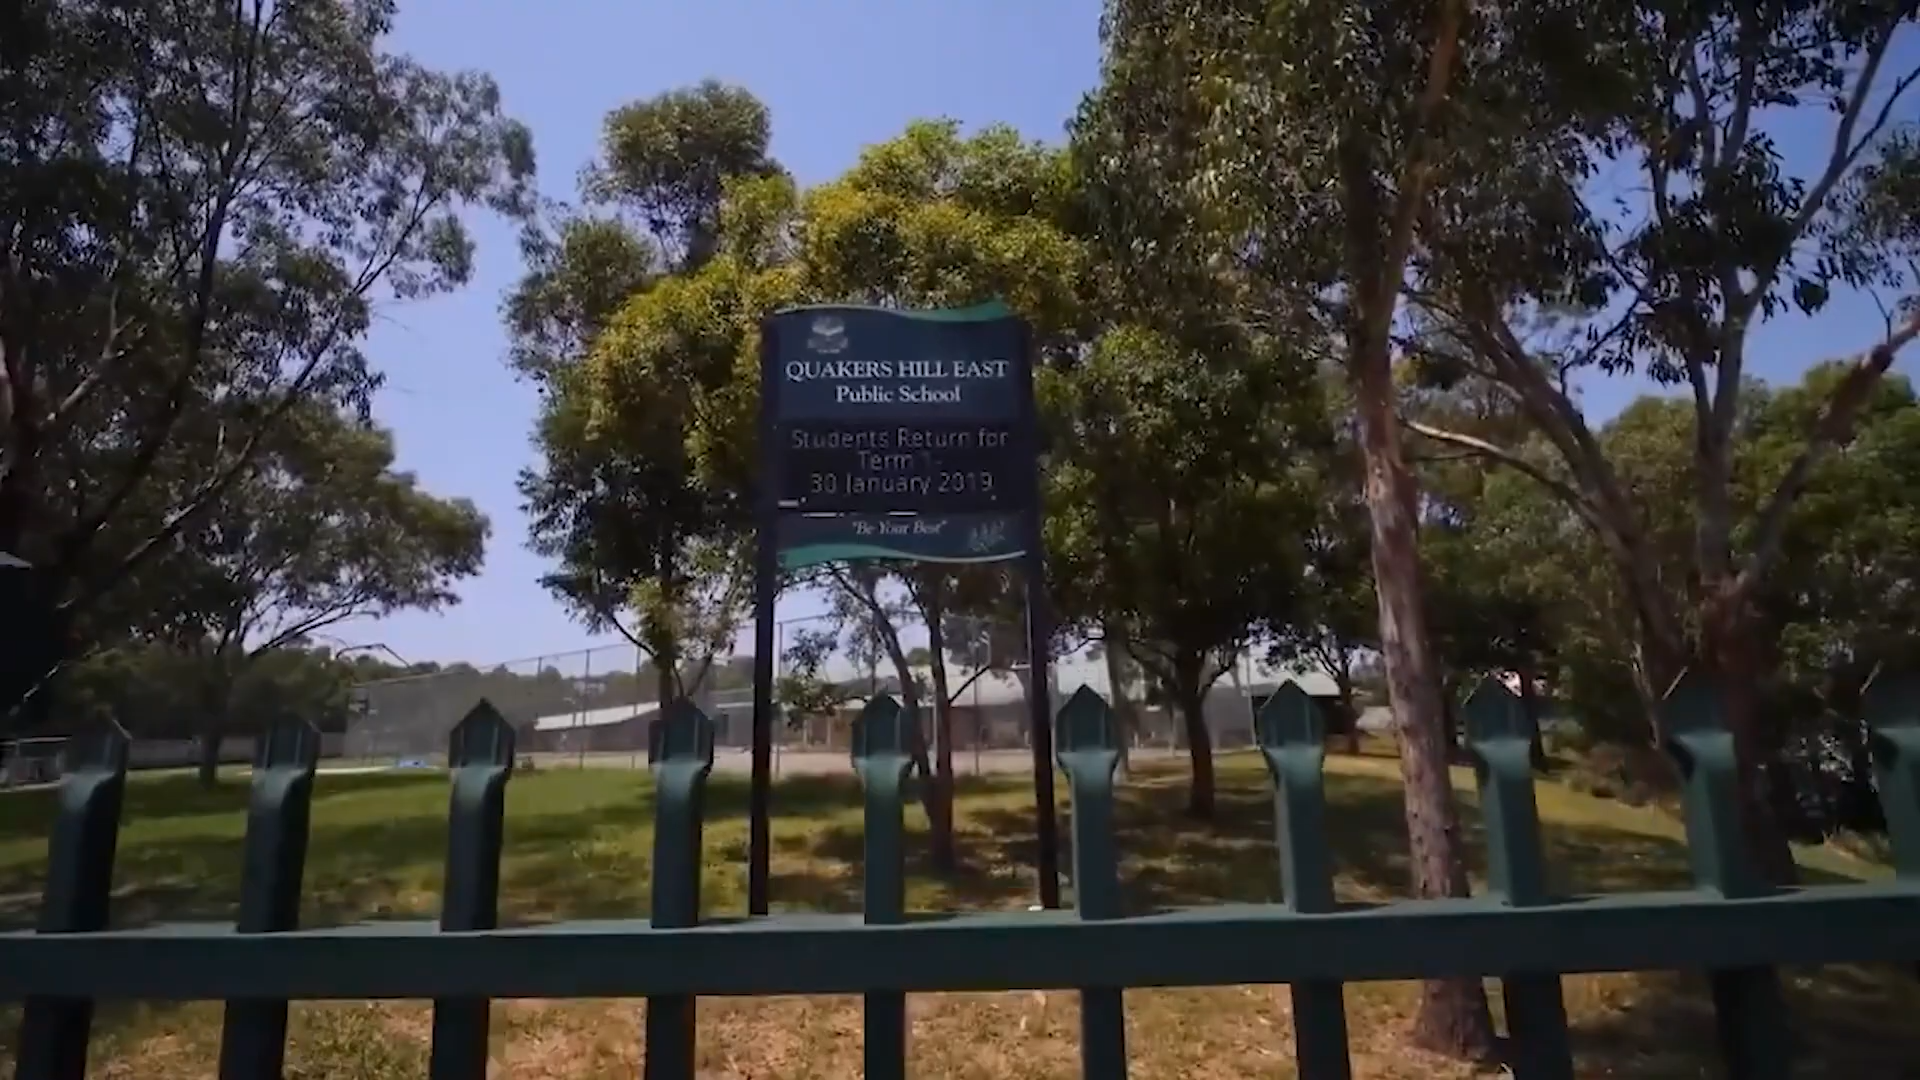 QUAKERS HILL EAST
Public School
Students Return for
Term 1-
30 January 2019
"Be Your Best"